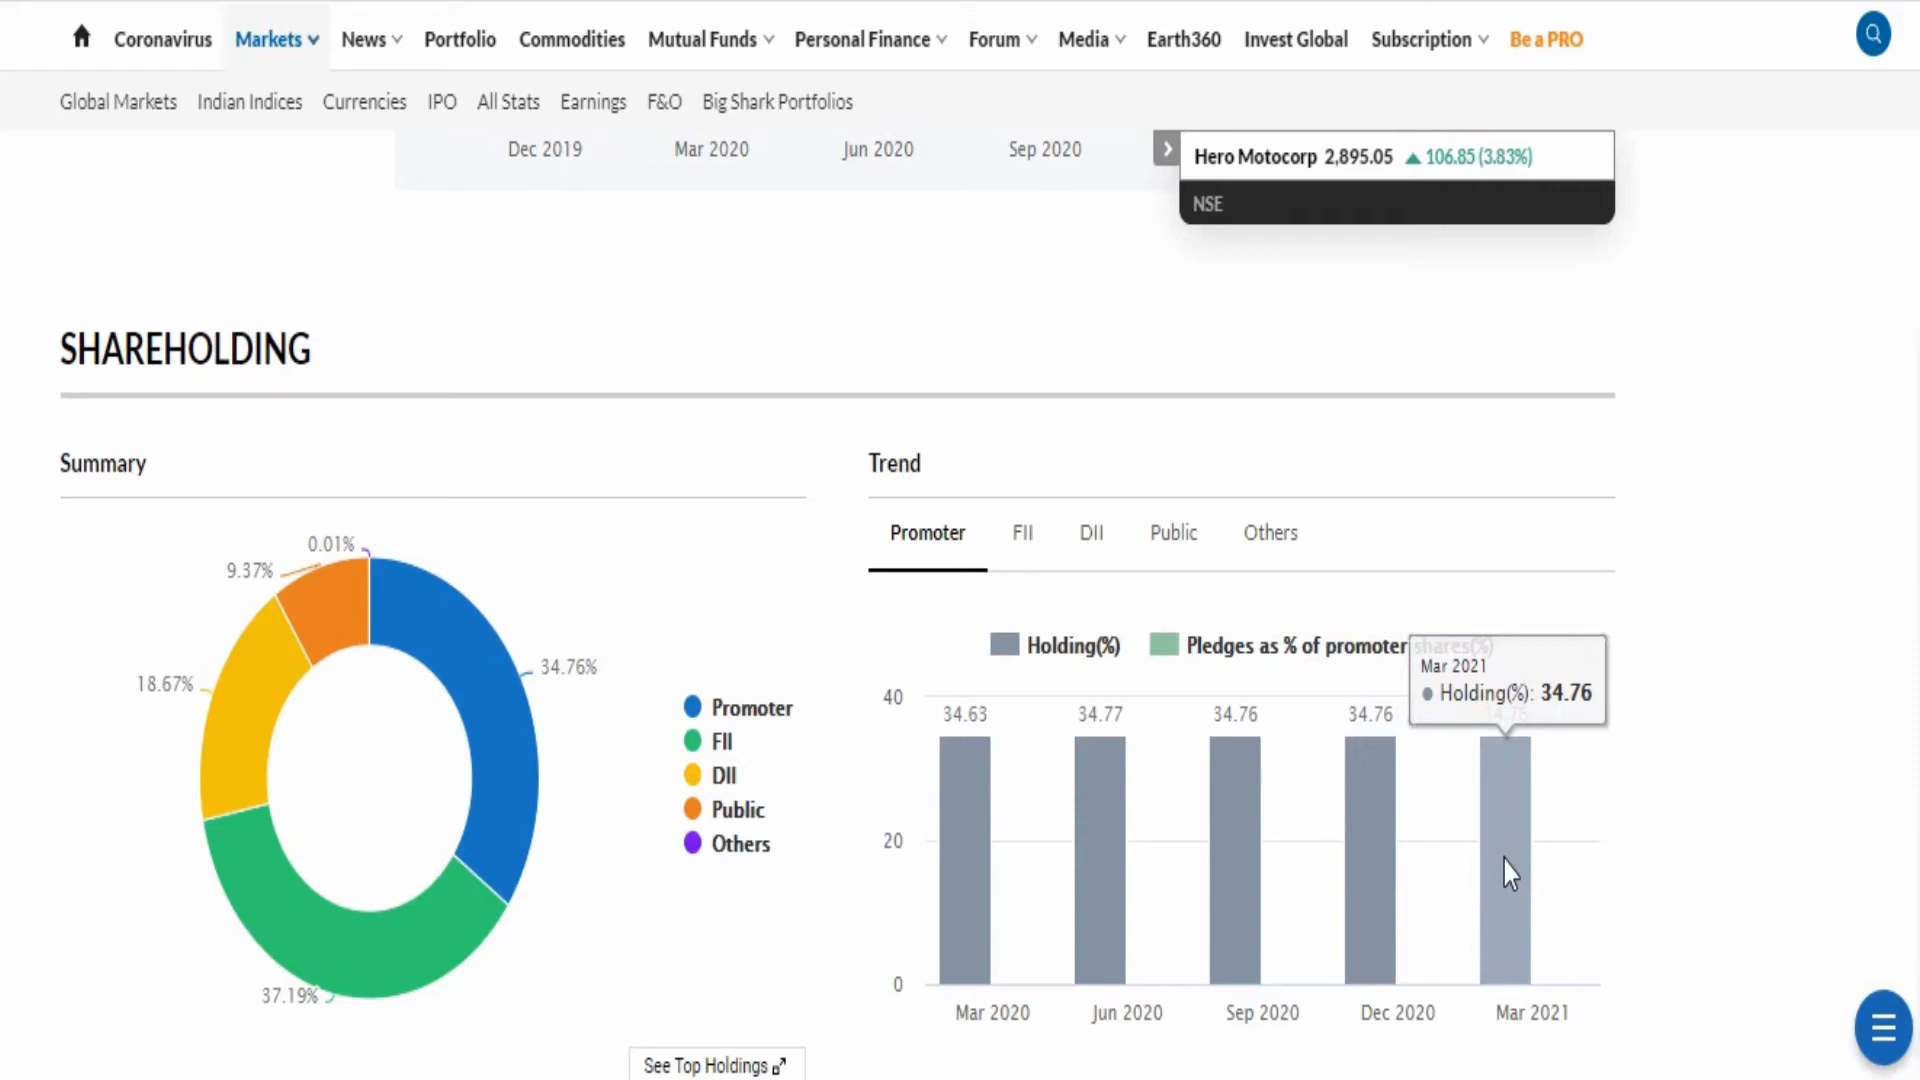 Coronavirus Markets News Portfolio Commodities Mutual Funds Personal Finance Forum Media Earth360 Invest Global Subscription Be a PRO
Global Markets Indian Indices Currencies IPO All Stats Earnings F&O Big Shark Portfolios
Dec 2019 Mar 2020 Jun 2020 Sep 2020
Hero Motocorp 2,895.05 ▲ 106.85 (3.83%)
NSE
SHAREHOLDING
Summary
Trend
Promoter FII DII Public Others
0.01%
9.37%
18.67%
34.76%
37.19%
Promoter
FII
DII
Public
Others
Holding(%) Pledges as % of promoter shares(%)
Mar 2021
Holding(%): 34.76
40
20
0
34.63 34.77 34.76 34.76
Mar 2020 Jun 2020 Sep 2020 Dec 2020 Mar 2021
See Top Holdings